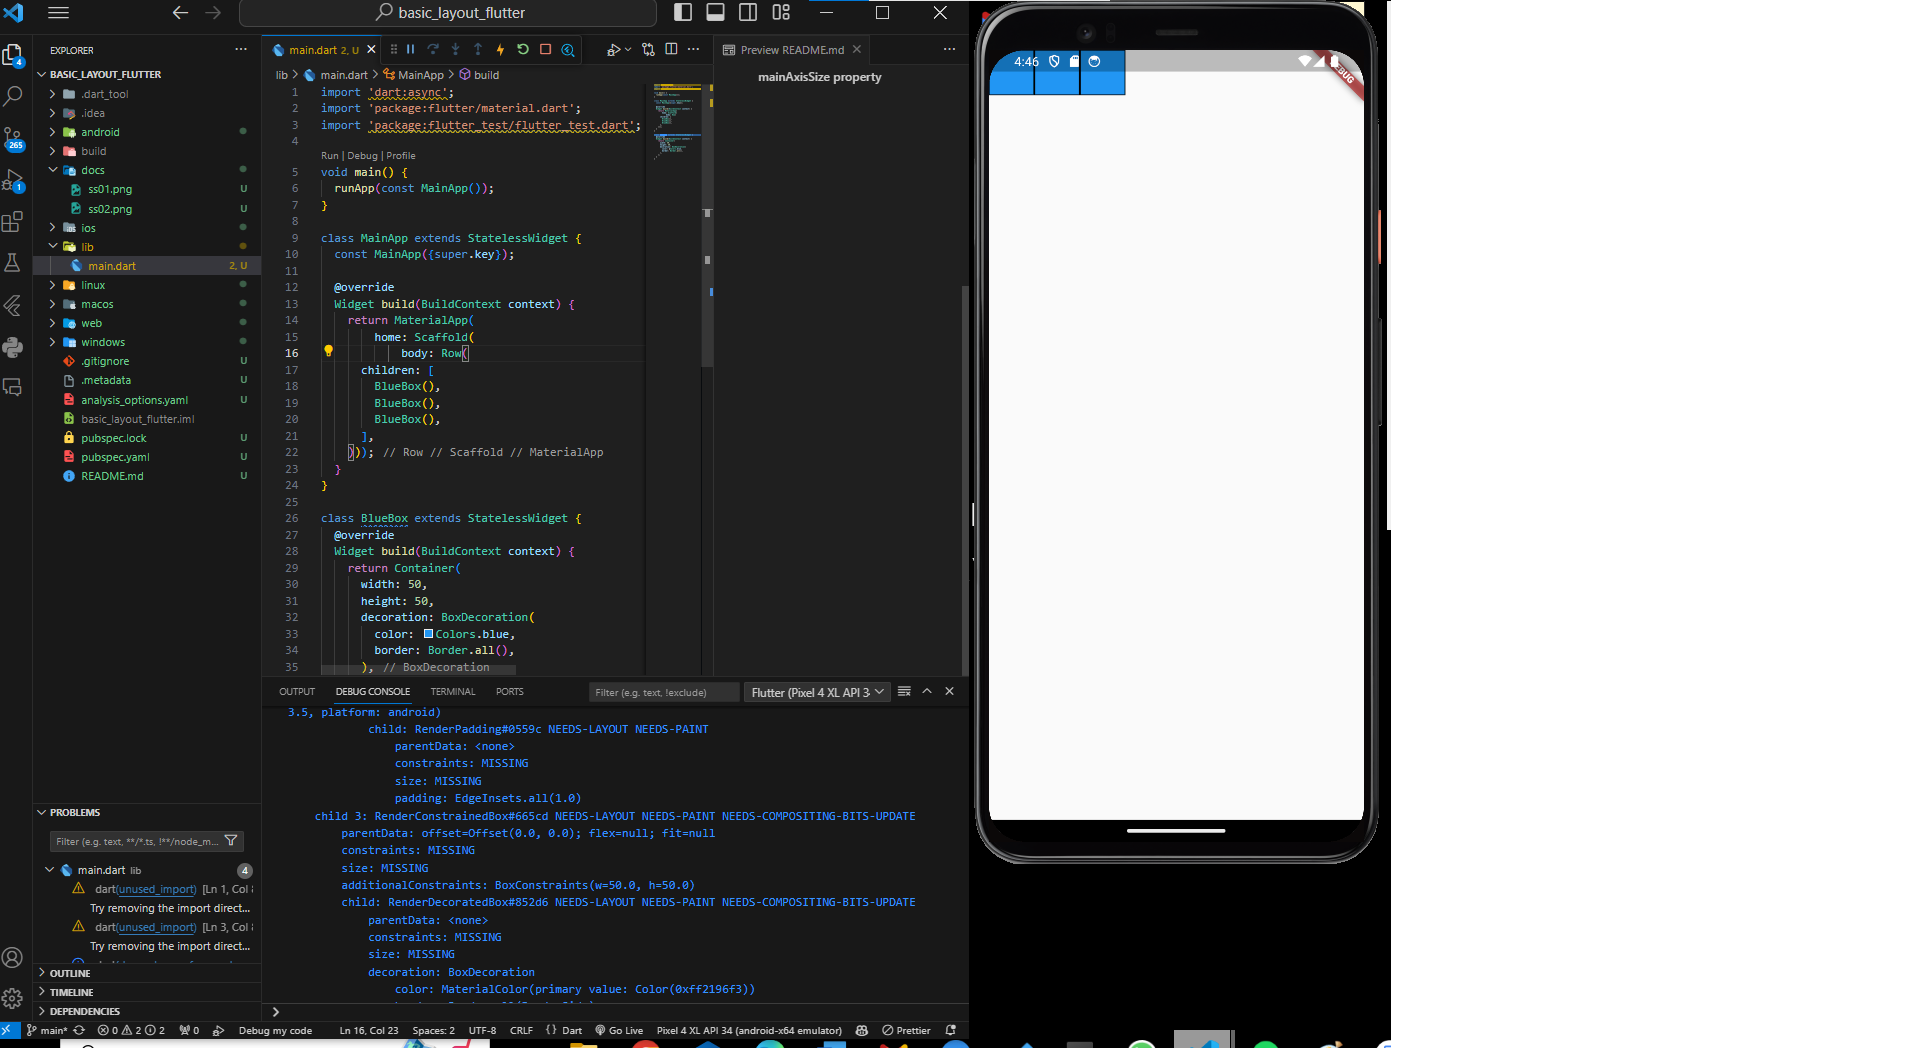 basic_layout_flutter
EXPLORER
BASIC_LAYOUT_FLUTTER
.dart_tool
.idea
android
build
docs
ss01.png U
ss02.png U
ios
lib
main.dart 2, U
linux
macos
web
windows
.gitignore U
.metadata U
analysis_options.yaml U
basic_layout_flutter.iml
pubspec.lock U
pubspec.yaml U
README.md U
PROBLEMS
Filter (e.g. text, **/*.ts, !**/node_m...
main.dart lib 4
dart(unused_import) [Ln 1, Col
Try removing the import direct...
dart(unused_import) [Ln 3, Col
Try removing the import direct...
OUTLINE
TIMELINE
DEPENDENCIES
4
265
1
main.dart 2, U
lib > main.dart > MainApp > build
1 import 'dart:async';
2 import 'package:flutter/material.dart';
3 import 'package:flutter_test/flutter_test.dart';
4
Run | Debug | Profile
5 void main() {
6 runApp(const MainApp());
7 }
8
9 class MainApp extends StatelessWidget {
10 const MainApp({super.key});
11
12 @override
13 Widget build(BuildContext context) {
14 return MaterialApp(
15 home: Scaffold(
16 body: Row(
17 children: [
18 BlueBox(),
19 BlueBox(),
20 BlueBox(),
21 ],
22 ))); // Row // Scaffold // MaterialApp
23 }
24 }
25
26 class BlueBox extends StatelessWidget {
27 @override
28 Widget build(BuildContext context) {
29 return Container(
30 width: 50,
31 height: 50,
32 decoration: BoxDecoration(
33 color: Colors.blue,
34 border: Border.all(),
35 ), // BoxDecoration
Preview README.md
mainAxisSize property
OUTPUT DEBUG CONSOLE TERMINAL PORTS Filter (e.g. text, !exclude) Flutter (Pixel 4 XL API 3
3.5, platform: android)
child: RenderPadding#0559c NEEDS-LAYOUT NEEDS-PAINT
parentData: <none>
constraints: MISSING
size: MISSING
padding: EdgeInsets.all(1.0)
child 3: RenderConstrainedBox#665cd NEEDS-LAYOUT NEEDS-PAINT NEEDS-COMPOSITING-BITS-UPDATE
parentData: offset=Offset(0.0, 0.0); flex=null; fit=null
constraints: MISSING
size: MISSING
additionalConstraints: BoxConstraints(w=50.0, h=50.0)
child: RenderDecoratedBox#852d6 NEEDS-LAYOUT NEEDS-PAINT NEEDS-COMPOSITING-BITS-UPDATE
parentData: <none>
constraints: MISSING
size: MISSING
decoration: BoxDecoration
color: MaterialColor(primary value: Color(0xff2196f3))
main* 0 2 2 0 Debug my code Ln 16, Col 23 Spaces: 2 UTF-8 CRLF {} Dart Go Live Pixel 4 XL API 34 (android-x64 emulator) Prettier
4:46